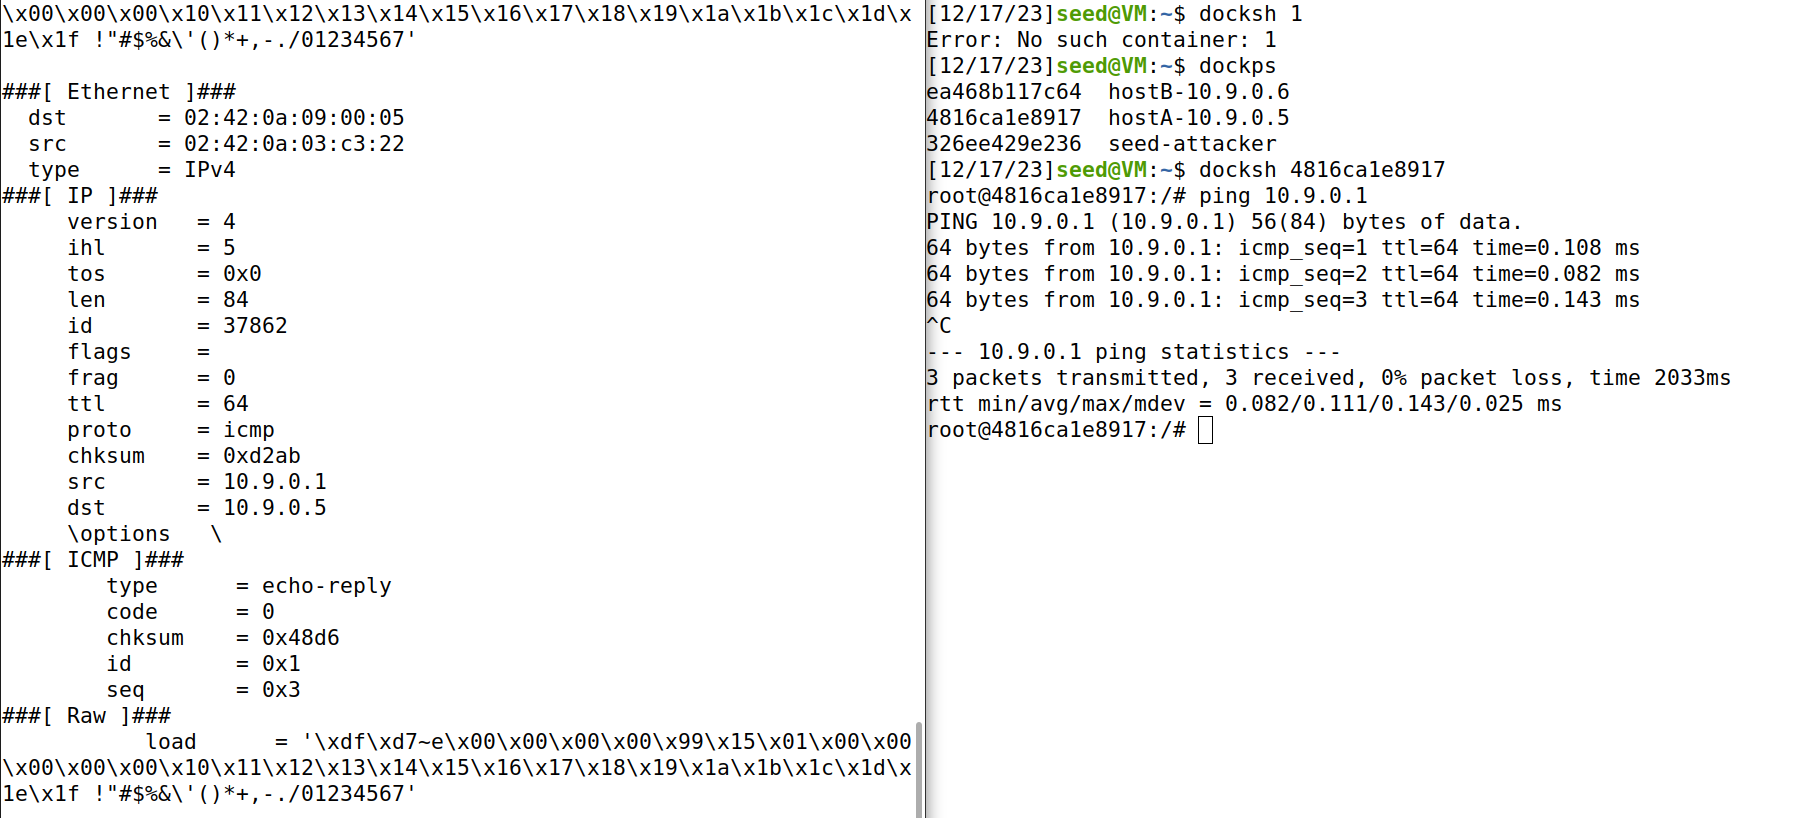 \x00\x00\x00\x10\x11\x12\x13\x14\x15\x16\x17\x18\x19\x1a\x1b\x1c\x1d\x
1e\x1f !"#$%&\'()*+,-./01234567'
###[ Ethernet ]###
  dst       = 02:42:0a:09:00:05
  src       = 02:42:0a:03:c3:22
  type      = IPv4
###[ IP ]###
     version   = 4
     ihl       = 5
     tos       = 0x0
     len       = 84
     id        = 37862
     flags     =
     frag      = 0
     ttl       = 64
     proto     = icmp
     chksum    = 0xd2ab
     src       = 10.9.0.1
     dst       = 10.9.0.5
     \options   \
###[ ICMP ]###
        type      = echo-reply
        code      = 0
        chksum    = 0x48d6
        id        = 0x1
        seq       = 0x3
###[ Raw ]###
           load      = '\xdf\xd7~e\x00\x00\x00\x00\x99\x15\x01\x00\x00
\x00\x00\x00\x10\x11\x12\x13\x14\x15\x16\x17\x18\x19\x1a\x1b\x1c\x1d\x
1e\x1f !"#$%&\'()*+,-./01234567'
[12/17/23]seed@VM:~$ docksh 1
Error: No such container: 1
[12/17/23]seed@VM:~$ dockps
ea468b117c64  hostB-10.9.0.6
4816ca1e8917  hostA-10.9.0.5
326ee429e236  seed-attacker
[12/17/23]seed@VM:~$ docksh 4816ca1e8917
root@4816ca1e8917:/# ping 10.9.0.1
PING 10.9.0.1 (10.9.0.1) 56(84) bytes of data.
64 bytes from 10.9.0.1: icmp_seq=1 ttl=64 time=0.108 ms
64 bytes from 10.9.0.1: icmp_seq=2 ttl=64 time=0.082 ms
64 bytes from 10.9.0.1: icmp_seq=3 ttl=64 time=0.143 ms
^C
--- 10.9.0.1 ping statistics ---
3 packets transmitted, 3 received, 0% packet loss, time 2033ms
rtt min/avg/max/mdev = 0.082/0.111/0.143/0.025 ms
root@4816ca1e8917:/#